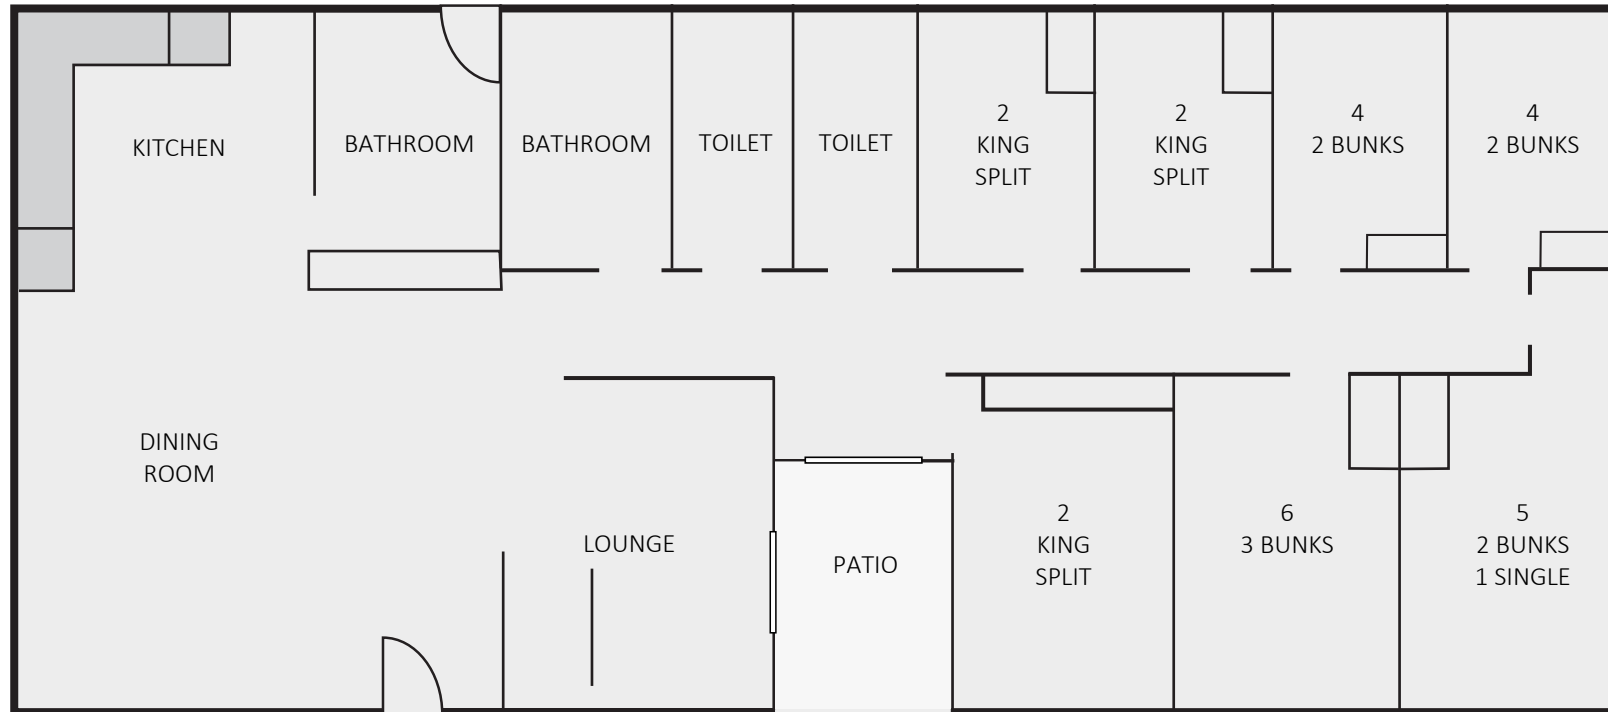 KITCHEN
BATHROOM
BATHROOM
TOILET
TOILET
2
KING
SPLIT
2
KING
SPLIT
4
2 BUNKS
4
2 BUNKS
DINING
ROOM
LOUNGE
PATIO
2
KING
SPLIT
6
3 BUNKS
5
2 BUNKS
1 SINGLE